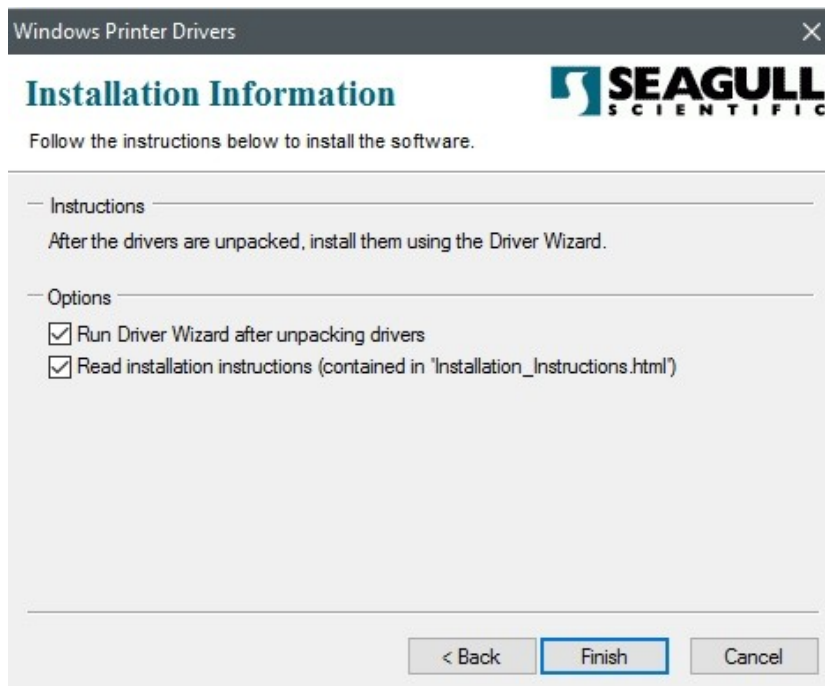 Windows Printer Drivers
Installation Information
SEAGULL
SCIENTIFIC
Follow the instructions below to install the software.
Instructions
After the drivers are unpacked, install them using the Driver Wizard.
Options
Run Driver Wizard after unpacking drivers
Read installation instructions (contained in 'Installation_Instructions.html')
< Back Finish Cancel